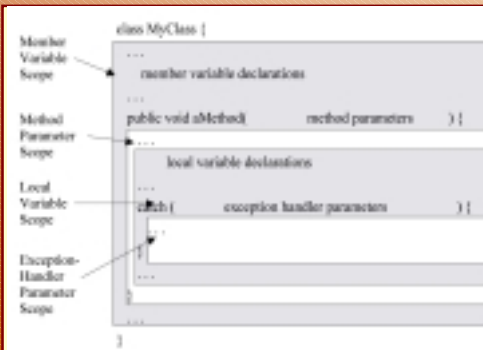 class MyClass {
Member
Variable
Scope
...
member variable declarations
...
Method
Parameter
Scope
public void aMethod( method parameters ) {
...
local variable declarations
...
Local
Variable
Scope
catch ( exception handler parameters ) {
...
}
Exception-
Handler
Parameter
Scope
...
}
...
}